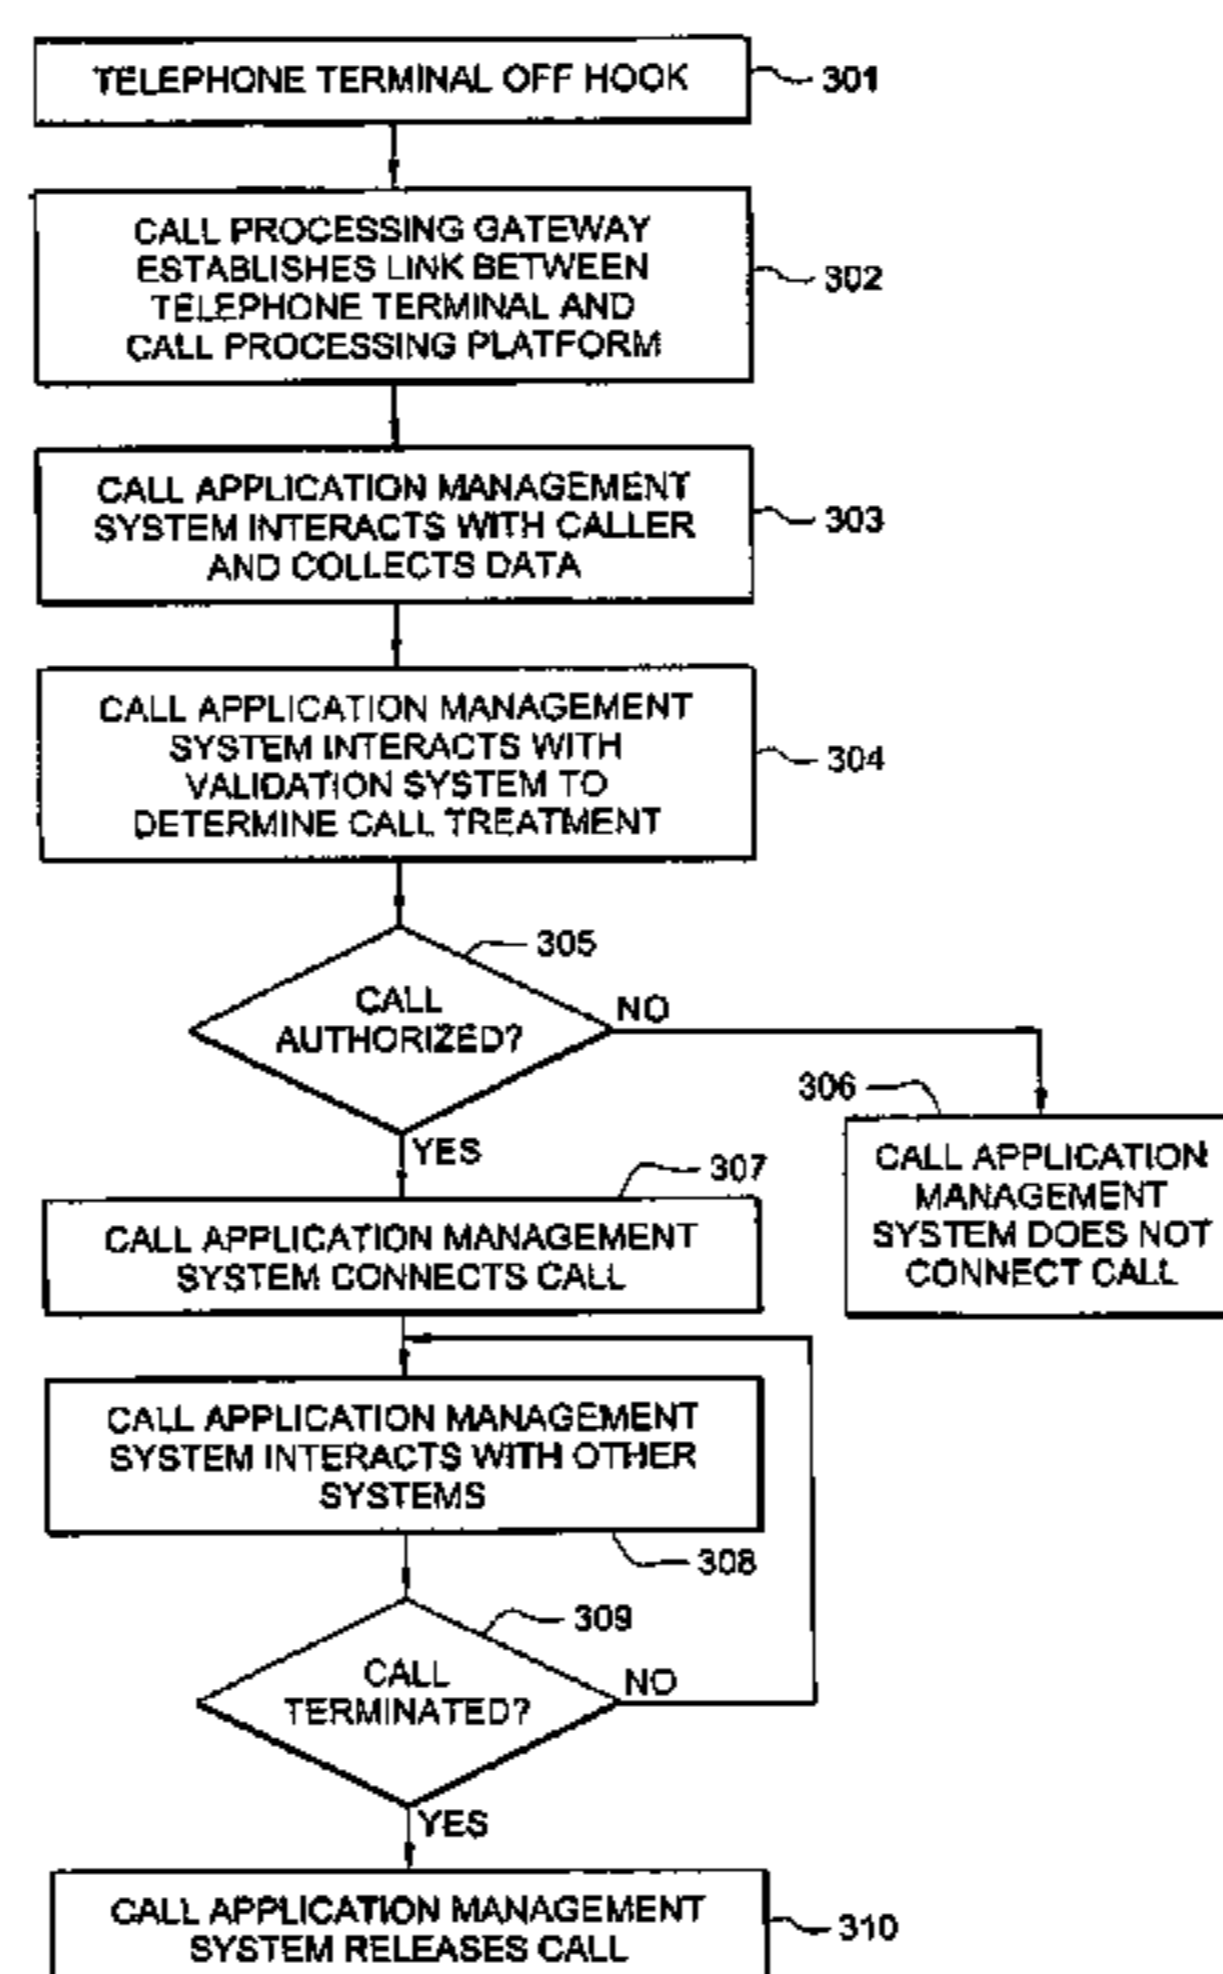 TELEPHONE TERMINAL OFF HOOK
301
CALL PROCESSING GATEWAY
ESTABLISHES LINK BETWEEN
TELEPHONE TERMINAL AND
CALL PROCESSING PLATFORM
302
CALL APPLICATION MANAGEMENT
SYSTEM INTERACTS WITH CALLER
AND COLLECTS DATA
303
CALL APPLICATION MANAGEMENT
SYSTEM INTERACTS WITH
VALIDATION SYSTEM TO
DETERMINE CALL TREATMENT
304
305
CALL
AUTHORIZED?
NO
306
CALL APPLICATION
MANAGEMENT
SYSTEM DOES NOT
CONNECT CALL
YES
307
CALL APPLICATION MANAGEMENT
SYSTEM CONNECTS CALL
CALL APPLICATION MANAGEMENT
SYSTEM INTERACTS WITH OTHER
SYSTEMS
308
309
CALL
TERMINATED?
NO
YES
CALL APPLICATION MANAGEMENT
SYSTEM RELEASES CALL
310